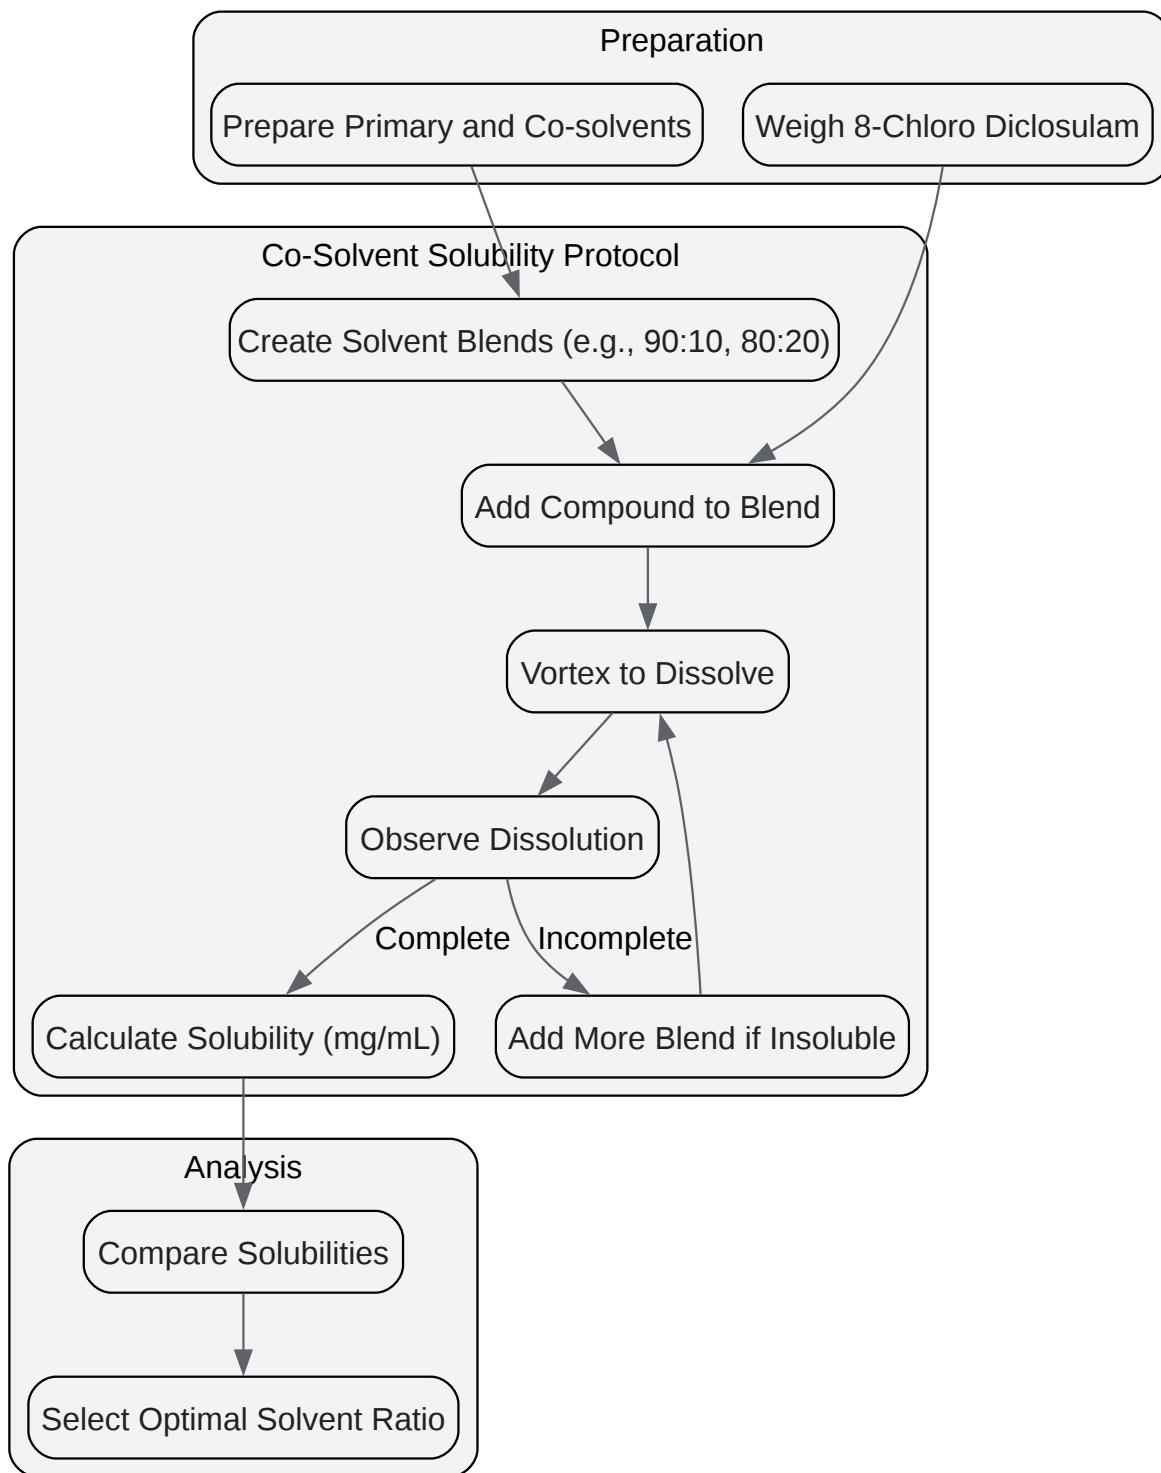 Preparation
Prepare Primary and Co-solvents
Weigh 8-Chloro Diclosulam
Co-Solvent Solubility Protocol
Create Solvent Blends (e.g., 90:10, 80:20)
Add Compound to Blend
Vortex to Dissolve
Observe Dissolution
Complete
Incomplete
Calculate Solubility (mg/mL)
Add More Blend if Insoluble
Analysis
Compare Solubilities
Select Optimal Solvent Ratio